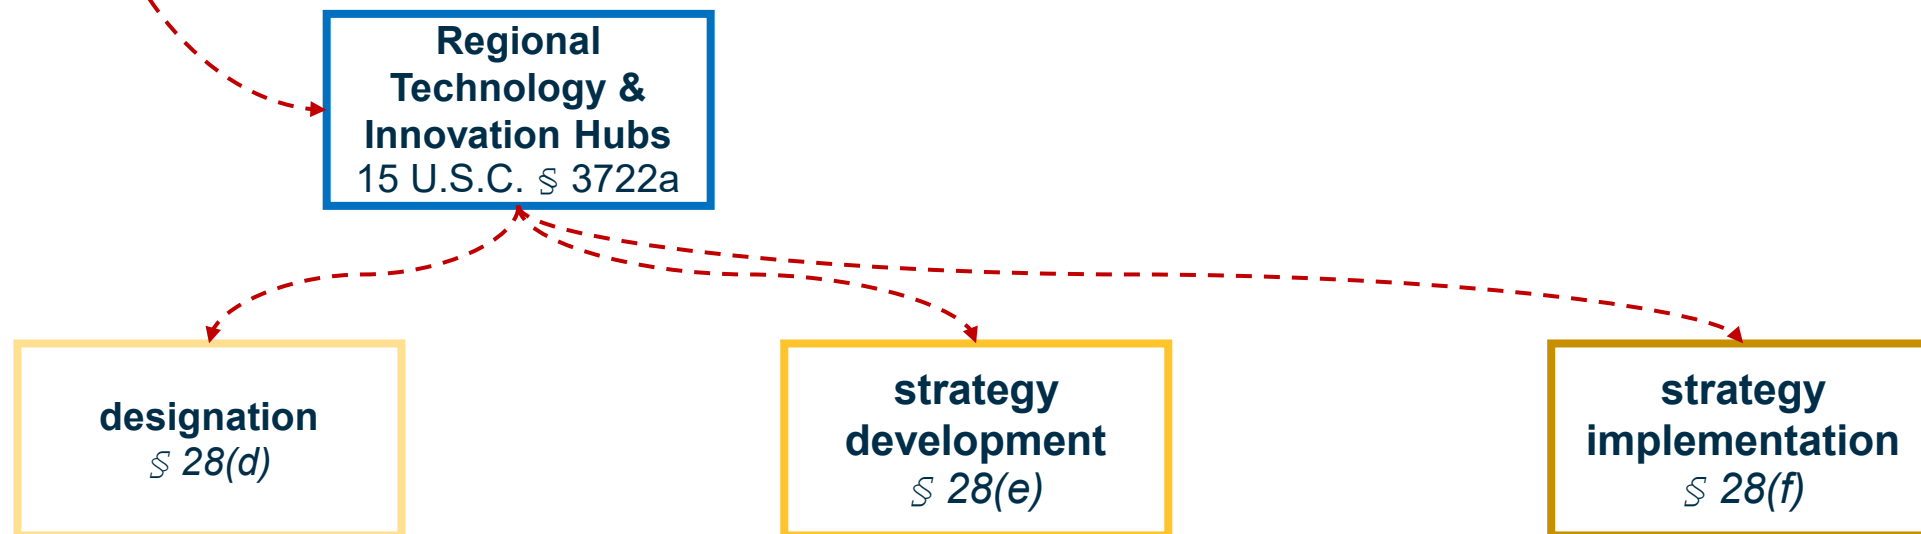 Regional
Technology &
Innovation Hubs
15 U.S.C. § 3722a
designation
§ 28(d)
strategy
development
§ 28(e)
strategy
implementation
§ 28(f)